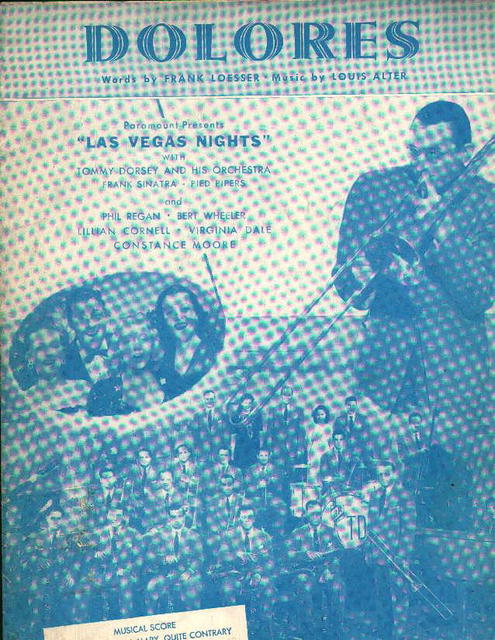 DOLORES
Words by FRANK LOESSER · Music by LOUIS ALTER
Paramount Presents
"LAS VEGAS NIGHTS"
WITH
TOMMY DORSEY AND HIS ORCHESTRA
FRANK SINATRA · PIED PIPERS
and
PHIL REGAN · BERT WHEELER
LILLIAN CORNELL · VIRGINIA DALE
CONSTANCE MOORE
TD
MUSICAL SCORE
MARY, QUITE CONTRARY